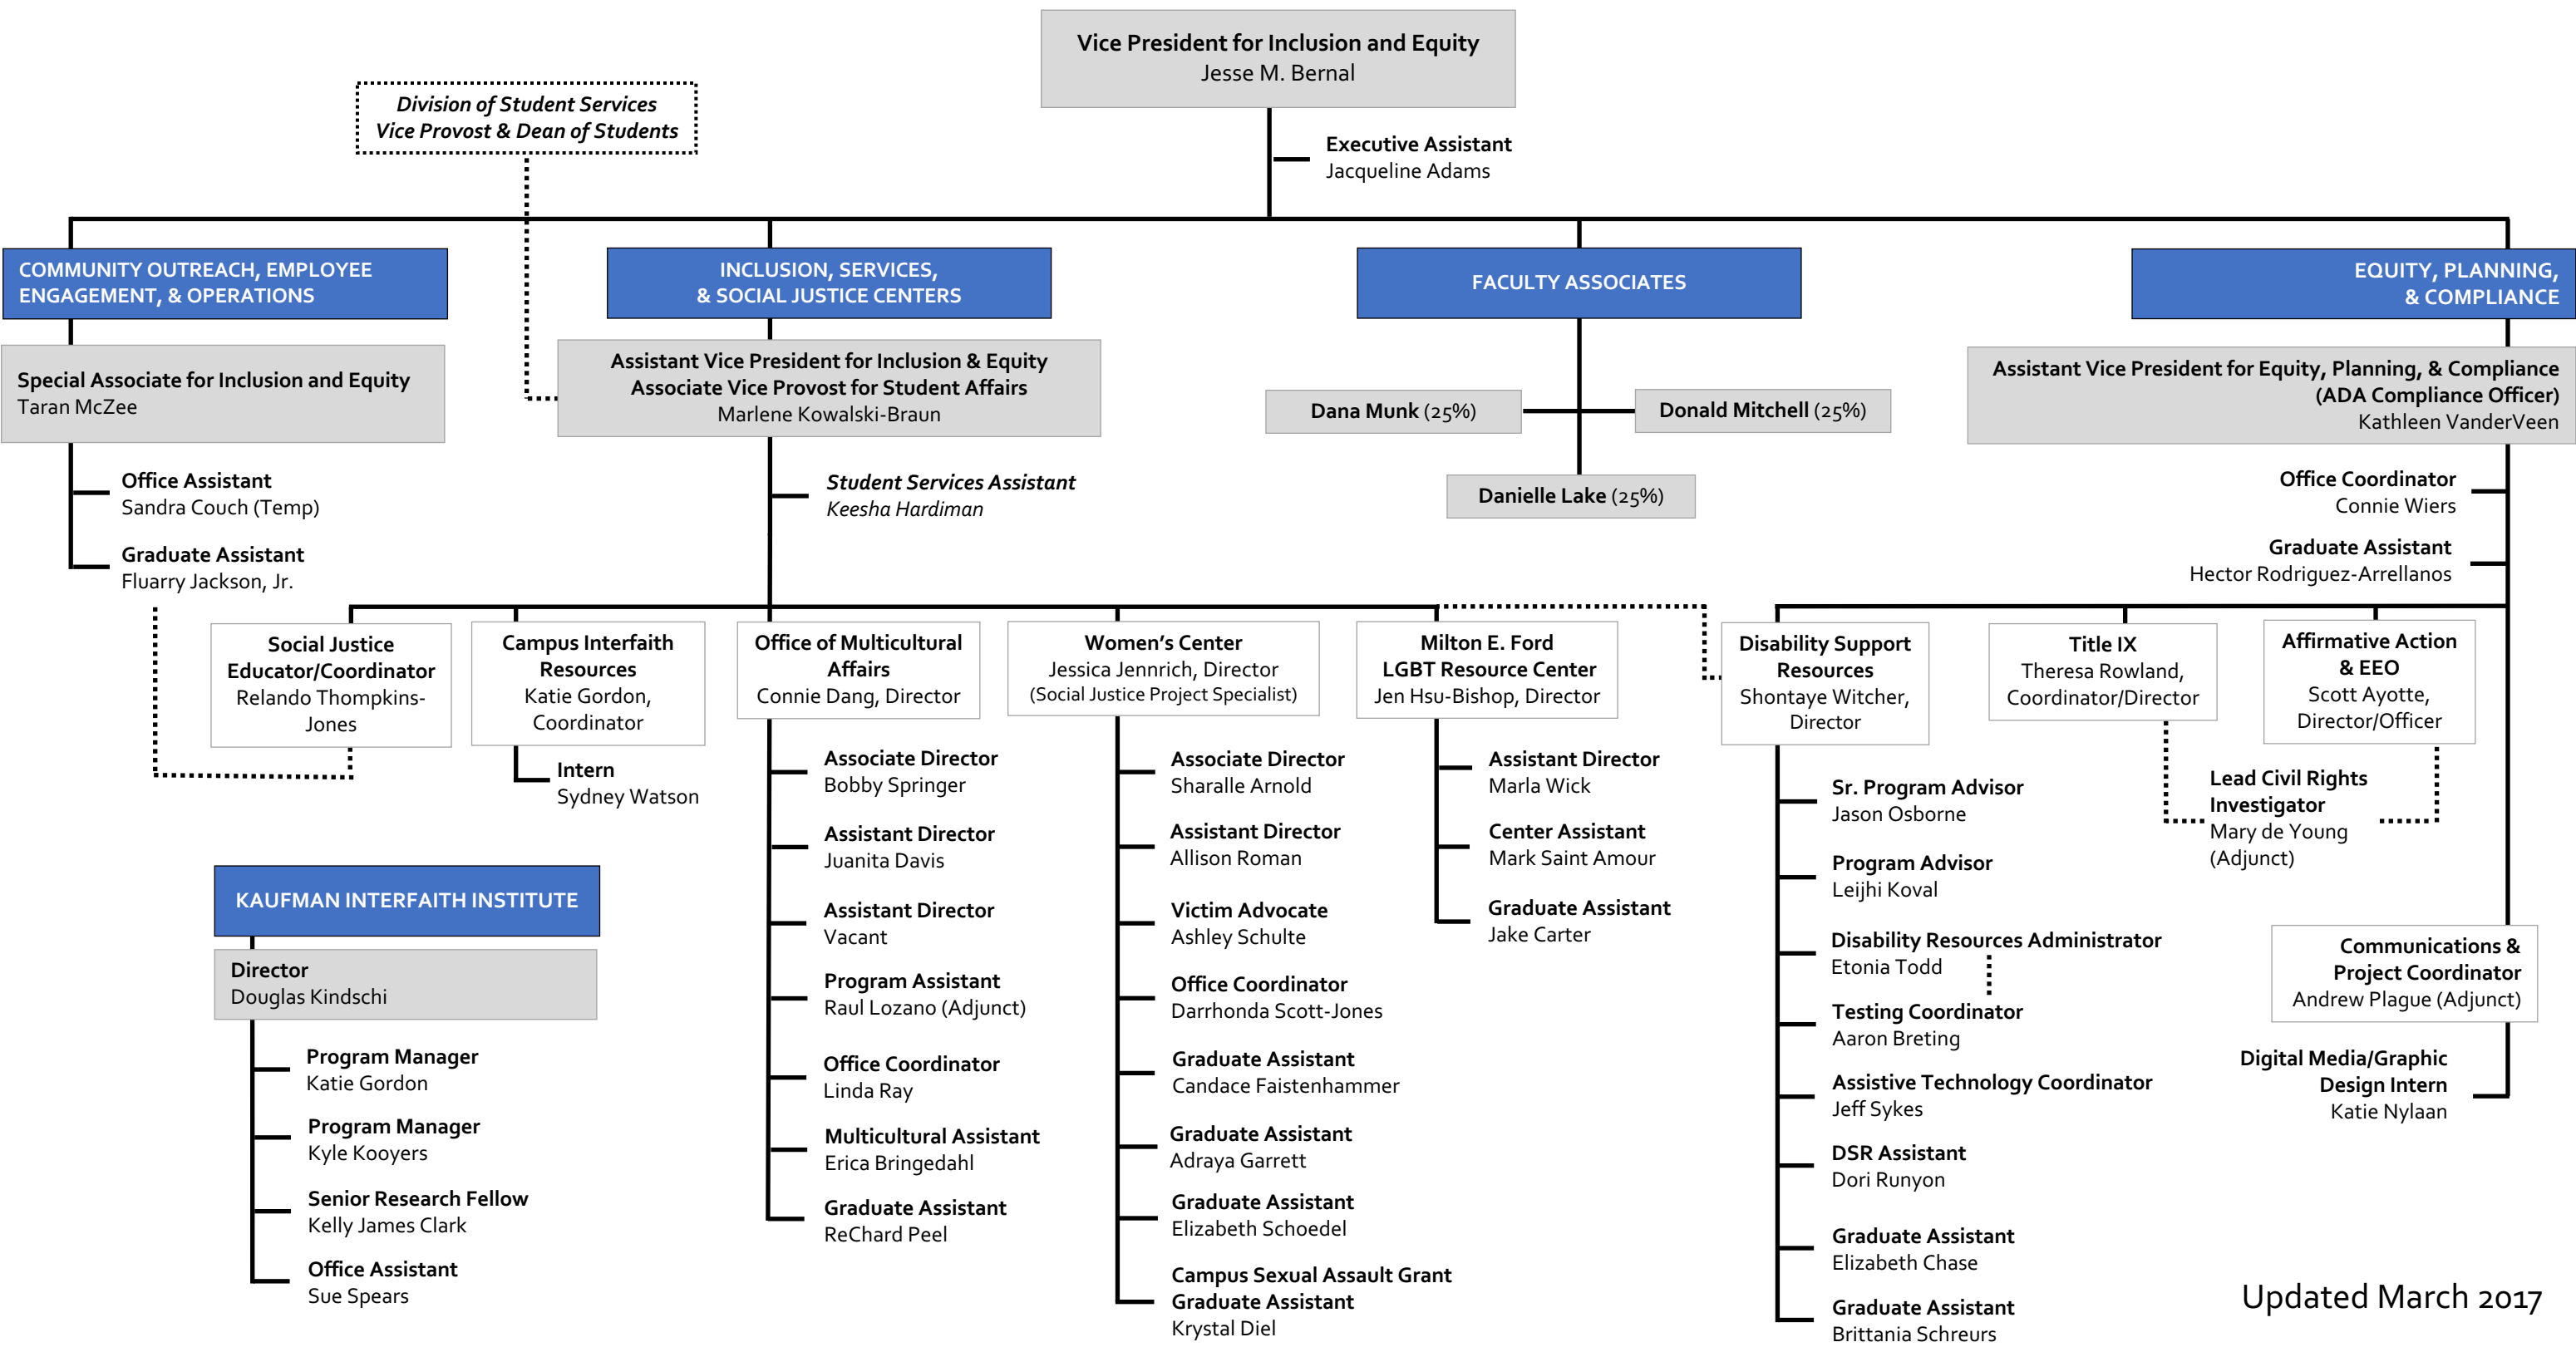 Vice President for Inclusion and Equity
Jesse M. Bernal
Division of Student Services
Vice Provost & Dean of Students
Executive Assistant
Jacqueline Adams
COMMUNITY OUTREACH, EMPLOYEE
ENGAGEMENT, & OPERATIONS
Special Associate for Inclusion and Equity
Taran McZee
Office Assistant
Sandra Couch (Temp)
Graduate Assistant
Fluarry Jackson, Jr.
INCLUSION, SERVICES,
& SOCIAL JUSTICE CENTERS
Assistant Vice President for Inclusion & Equity
Associate Vice Provost for Student Affairs
Marlene Kowalski-Braun
Student Services Assistant
Keesha Hardiman
FACULTY ASSOCIATES
Dana Munk (25%)
Donald Mitchell (25%)
Danielle Lake (25%)
EQUITY, PLANNING,
& COMPLIANCE
Assistant Vice President for Equity, Planning, & Compliance
(ADA Compliance Officer)
Kathleen VanderVeen
Office Coordinator
Connie Wiers
Graduate Assistant
Hector Rodriguez-Arrellanos
Social Justice
Educator/Coordinator
Relando Thompkins-
Jones
Campus Interfaith
Resources
Katie Gordon,
Coordinator
Intern
Sydney Watson
Office of Multicultural
Affairs
Connie Dang, Director
Associate Director
Bobby Springer
Assistant Director
Juanita Davis
Assistant Director
Vacant
Program Assistant
Raul Lozano (Adjunct)
Office Coordinator
Linda Ray
Multicultural Assistant
Erica Bringedahl
Graduate Assistant
ReChard Peel
Women's Center
Jessica Jennrich, Director
(Social Justice Project Specialist)
Associate Director
Sharalle Arnold
Assistant Director
Allison Roman
Victim Advocate
Ashley Schulte
Office Coordinator
Darrhonda Scott-Jones
Graduate Assistant
Candace Faistenhammer
Graduate Assistant
Adraya Garrett
Graduate Assistant
Elizabeth Schoedel
Campus Sexual Assault Grant
Graduate Assistant
Krystal Diel
Milton E. Ford
LGBT Resource Center
Jen Hsu-Bishop, Director
Assistant Director
Marla Wick
Center Assistant
Mark Saint Amour
Graduate Assistant
Jake Carter
Disability Support
Resources
Shontaye Witcher,
Director
Sr. Program Advisor
Jason Osborne
Program Advisor
Leijhi Koval
Disability Resources Administrator
Etonia Todd
Testing Coordinator
Aaron Breting
Assistive Technology Coordinator
Jeff Sykes
DSR Assistant
Dori Runyon
Graduate Assistant
Elizabeth Chase
Graduate Assistant
Brittania Schreurs
Title IX
Theresa Rowland,
Coordinator/Director
Affirmative Action
& EEO
Scott Ayotte,
Director/Officer
Lead Civil Rights
Investigator
Mary de Young
(Adjunct)
Communications &
Project Coordinator
Andrew Plague (Adjunct)
Digital Media/Graphic
Design Intern
Katie Nylaan
KAUFMAN INTERFAITH INSTITUTE
Director
Douglas Kindschi
Program Manager
Katie Gordon
Program Manager
Kyle Kooyers
Senior Research Fellow
Kelly James Clark
Office Assistant
Sue Spears
Updated March 2017